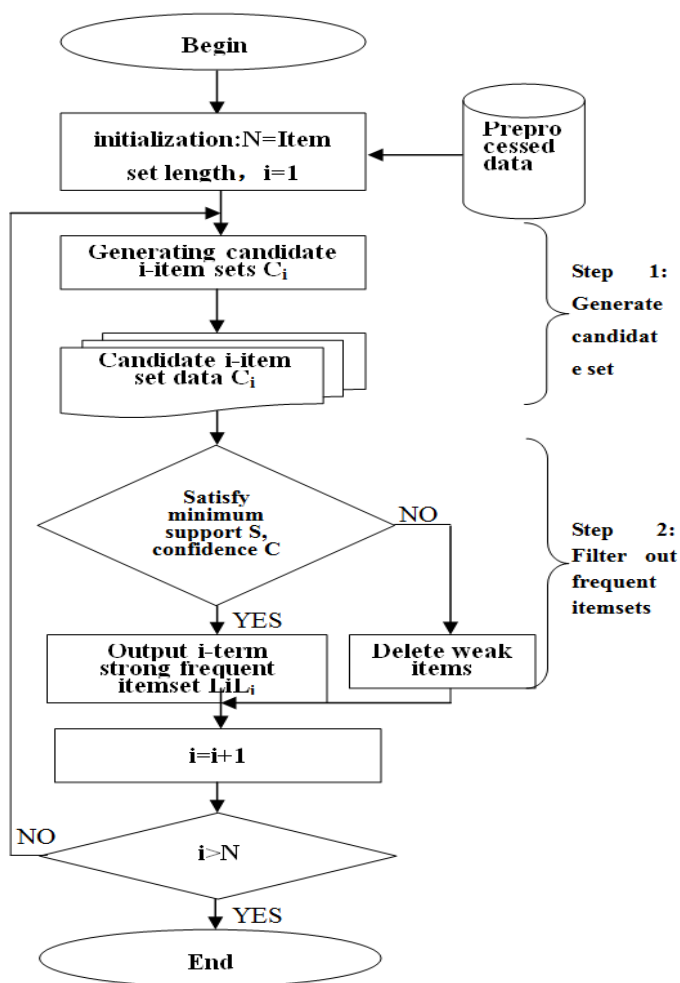 Begin
initialization:N=Item
set length，i=1
Prepro
cessed
data
Generating candidate
i-item sets Cᵢ
Candidate i-item
set data Cᵢ
Step 1:
Generate
candidat
e set
Satisfy
minimum
support S,
confidence C
NO
YES
Step 2:
Filter out
frequent
itemsets
Output i-term
strong frequent
itemset LiLᵢ
Delete weak
items
i=i+1
NO
i>N
YES
End